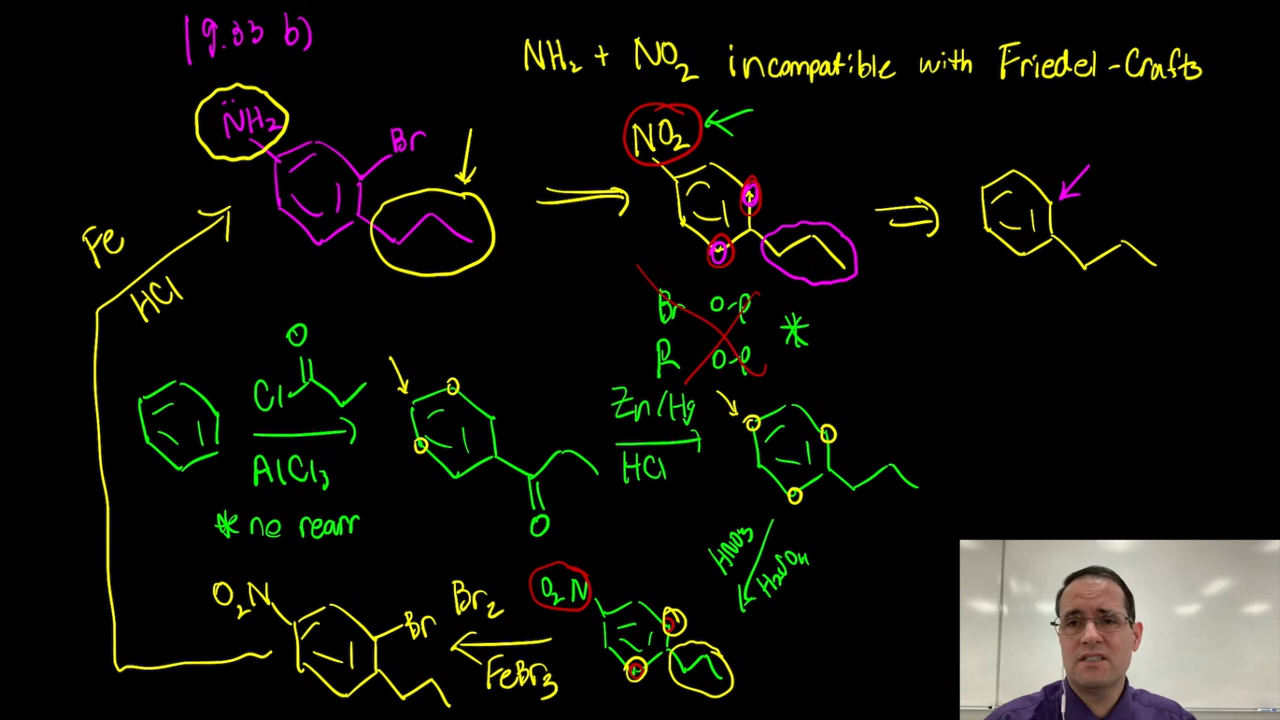 19.33 b)
NH2 + NO2 incompatible with Friedel-Crafts
NH2
Br
NO2
Fe
HCl
Br o-p
R o-p
*
O
Cl
AlCl3
*no rearr
O
Zn/Hg
HCl
HNO3
H2SO4
O2N
Br
Br2
FeBr3
O2N